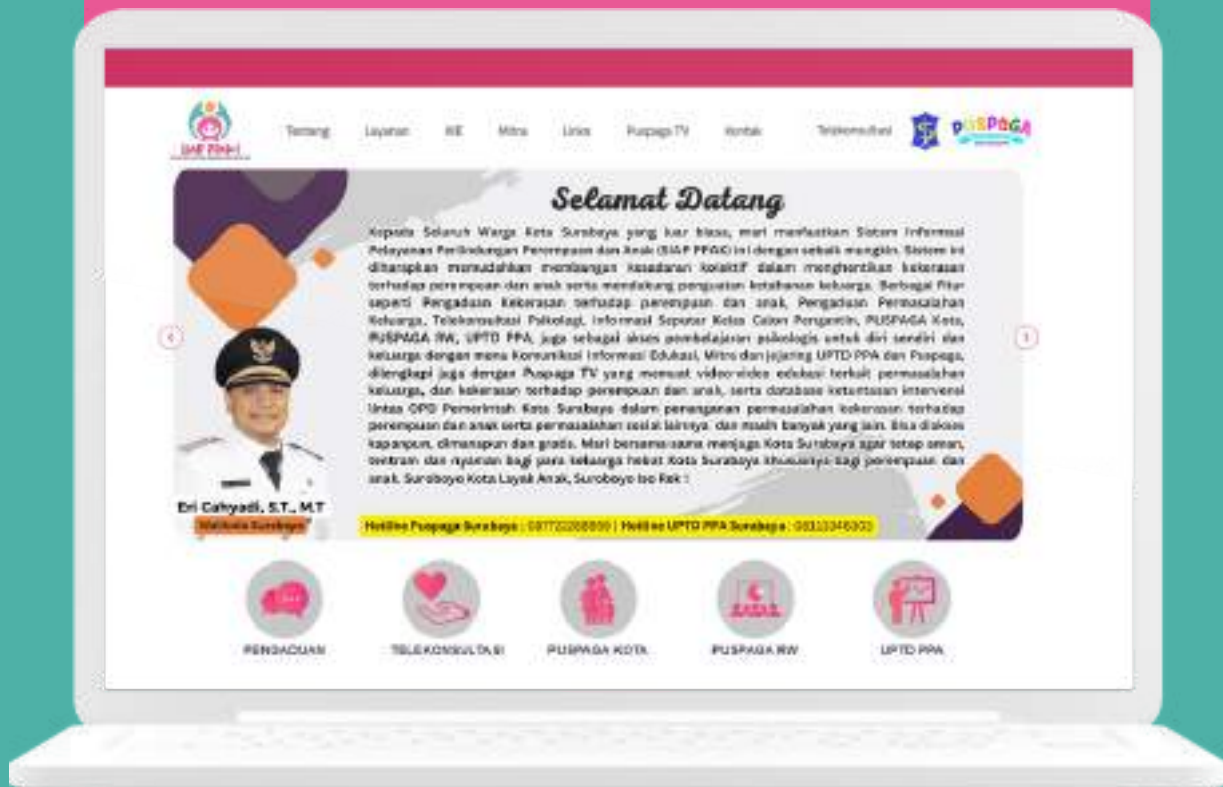 SIAP PPAK
Tentang Layanan KIE Mitra Links Puspaga TV Kontak Telekonsultasi PUSPAGA
Selamat Datang
Kepada Seluruh Warga Kota Surabaya yang luar biasa, mari manfaatkan Sistem Informasi
Pelayanan Perlindungan Perempuan dan Anak (SIAP PPAK) ini dengan sebaik mungkin. Sistem ini
diharapkan memudahkan membangun kesadaran kolektif dalam menghentikan kekerasan
terhadap perempuan dan anak serta mendukung penguatan ketahanan keluarga. Berbagai Fitur
seperti Pengaduan Kekerasan terhadap perempuan dan anak, Pengaduan Permasalahan
Keluarga, Telekonsultasi Psikologi, Informasi Seputar Kelas Calon Pengantin, PUSPAGA Kota,
PUSPAGA RW, UPTD PPA, juga sebagai akses pembelajaran psikologis untuk diri sendiri dan
keluarga dengan menu Komunikasi Informasi Edukasi, Mitra dan jejaring UPTD PPA dan Puspaga,
dilengkapi juga dengan Puspaga TV yang memuat video-video edukasi terkait permasalahan
keluarga, dan kekerasan terhadap perempuan dan anak, serta database ketuntasan intervensi
lintas OPD Pemerintah Kota Surabaya dalam penanganan permasalahan kekerasan terhadap
perempuan dan anak serta permasalahan sosial lainnya. dan masih banyak yang lain. Bisa diakses
kapanpun, dimanapun dan gratis. Mari bersama-sama menjaga Kota Surabaya agar tetap aman,
tentram dan nyaman bagi para keluarga hebat Kota Surabaya khususnya bagi perempuan dan
anak. Suroboyo Kota Layak Anak, Suroboyo Iso Rek !
Eri Cahyadi, S.T., M.T
Walikota Surabaya
Hotline Puspaga Surabaya : | Hotline UPTD PPA Surabaya :
PENGADUAN TELEKONSULTASI PUSPAGA KOTA PUSPAGA RW UPTD PPA